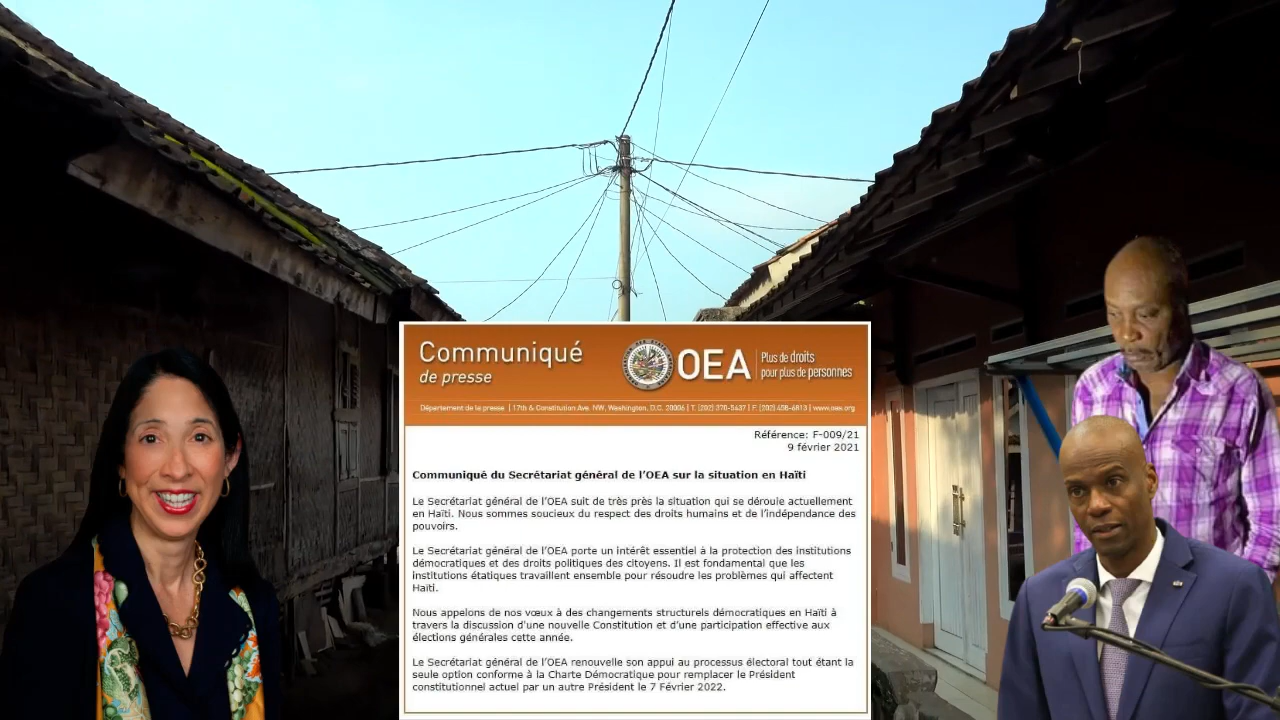 Communiqué
de presse
OEA
Plus de droits
pour plus de personnes
Département de la presse | 17th & Constitution Ave. NW, Washington, D.C. 20006 | T. (202) 370-5437 | F. (202) 458-6813 | www.oas.org
Référence: F-009/21
9 février 2021
Communiqué du Secrétariat général de l'OEA sur la situation en Haïti
Le Secrétariat général de l'OEA suit de très près la situation qui se déroule actuellement
en Haïti. Nous sommes soucieux du respect des droits humains et de l'indépendance des
pouvoirs.
Le Secrétariat général de l'OEA porte un intérêt essentiel à la protection des institutions
démocratiques et des droits politiques des citoyens. Il est fondamental que les
institutions étatiques travaillent ensemble pour résoudre les problèmes qui affectent
Haïti.
Nous appelons de nos vœux à des changements structurels démocratiques en Haïti à
travers la discussion d'une nouvelle Constitution et d'une participation effective aux
élections générales cette année.
Le Secrétariat général de l'OEA renouvelle son appui au processus électoral tout étant la
seule option conforme à la Charte Démocratique pour remplacer le Président
constitutionnel actuel par un autre Président le 7 Février 2022.